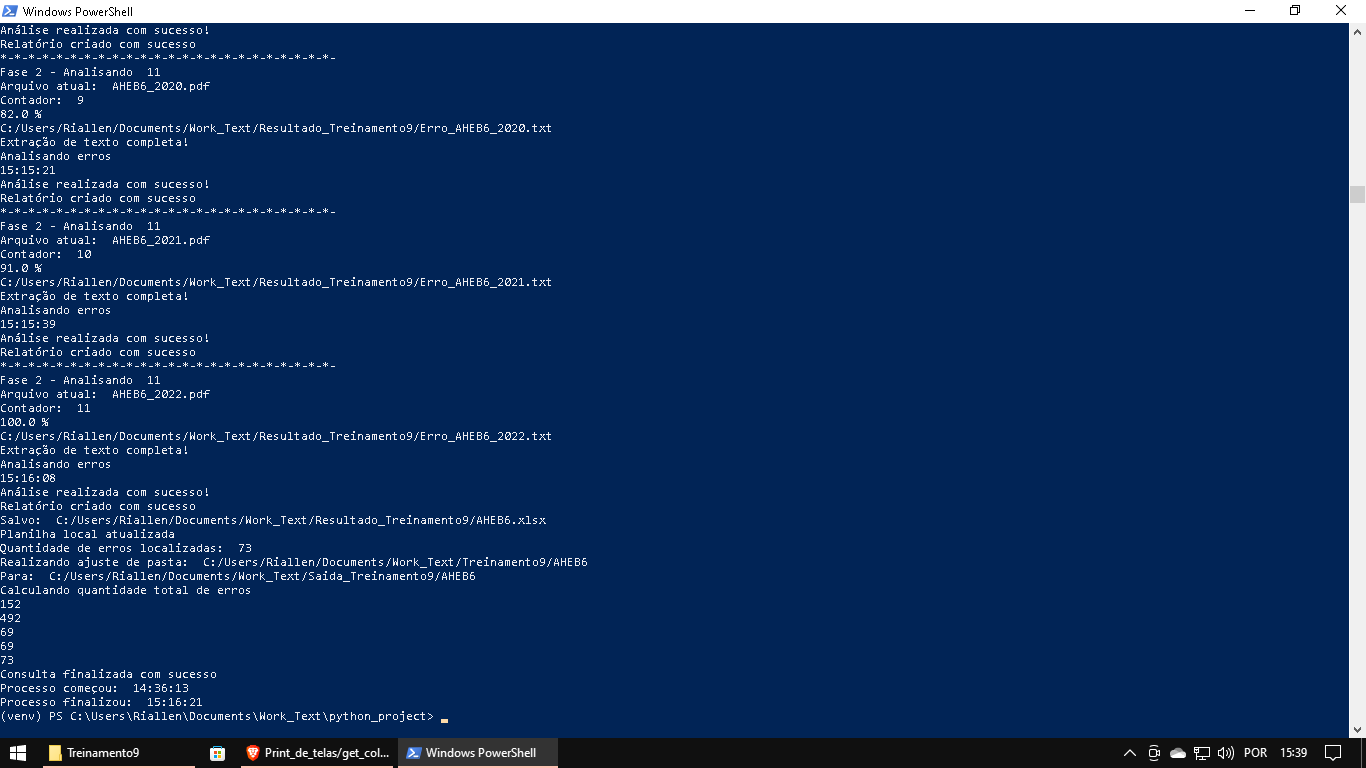 Windows PowerShell
Análise realizada com sucesso!
Relatório criado com sucesso
*-*-*-*-*-*-*-*-*-*-*-*-*-*-*-*-*-*-*-*-*-*-*-*-
Fase 2 - Analisando  11
Arquivo atual:  AHEB6_2020.pdf
Contador:  9
82.0 %
C:/Users/Riallen/Documents/Work_Text/Resultado_Treinamento9/Erro_AHEB6_2020.txt
Extração de texto completa!
Analisando erros
15:15:21
Análise realizada com sucesso!
Relatório criado com sucesso
*-*-*-*-*-*-*-*-*-*-*-*-*-*-*-*-*-*-*-*-*-*-*-*-
Fase 2 - Analisando  11
Arquivo atual:  AHEB6_2021.pdf
Contador:  10
91.0 %
C:/Users/Riallen/Documents/Work_Text/Resultado_Treinamento9/Erro_AHEB6_2021.txt
Extração de texto completa!
Analisando erros
15:15:39
Análise realizada com sucesso!
Relatório criado com sucesso
*-*-*-*-*-*-*-*-*-*-*-*-*-*-*-*-*-*-*-*-*-*-*-*-
Fase 2 - Analisando  11
Arquivo atual:  AHEB6_2022.pdf
Contador:  11
100.0 %
C:/Users/Riallen/Documents/Work_Text/Resultado_Treinamento9/Erro_AHEB6_2022.txt
Extração de texto completa!
Analisando erros
15:16:08
Análise realizada com sucesso!
Relatório criado com sucesso
Salvo:  C:/Users/Riallen/Documents/Work_Text/Resultado_Treinamento9/AHEB6.xlsx
Planilha local atualizada
Quantidade de erros localizadas:  73
Realizando ajuste de pasta:  C:/Users/Riallen/Documents/Work_Text/Treinamento9/AHEB6
Para:  C:/Users/Riallen/Documents/Work_Text/Saida_Treinamento9/AHEB6
Calculando quantidade total de erros
152
492
69
69
73
Consulta finalizada com sucesso
Processo começou:  14:36:13
Processo finalizou:  15:16:21
(venv) PS C:\Users\Riallen\Documents\Work_Text\python_project>
Treinamento9
Print_de_telas/get_col...
Windows PowerShell
POR
15:39